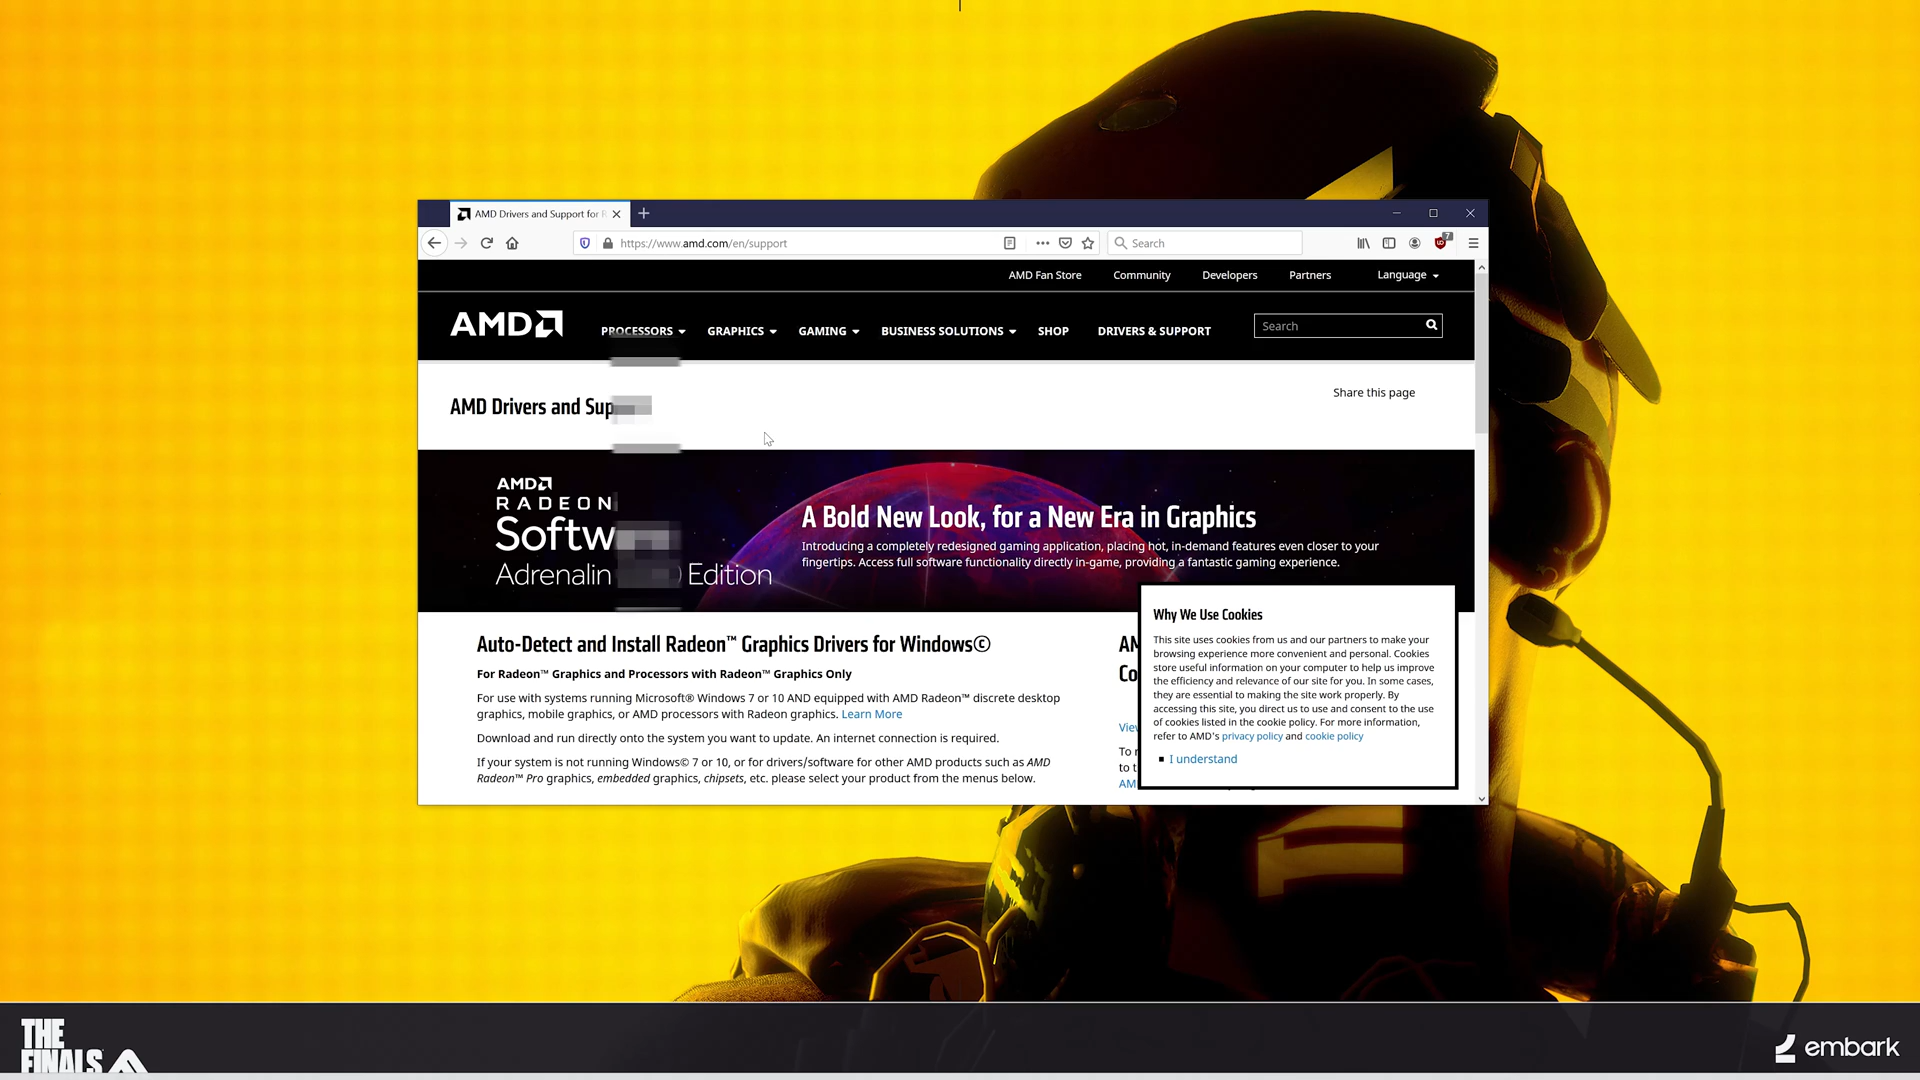 AMD Drivers and Support for R
https://www.amd.com/en/support
Search
7
AMD Fan Store Community Developers Partners Language
AMD PROCESSORS GRAPHICS GAMING BUSINESS SOLUTIONS SHOP DRIVERS & SUPPORT Search
Share this page
AMD Drivers and Sup
AMD
RADEON
Softw
Adrenalin Edition
A Bold New Look, for a New Era in Graphics
Introducing a completely redesigned gaming application, placing hot, in-demand features even closer to your
fingertips. Access full software functionality directly in-game, providing a fantastic gaming experience.
Auto-Detect and Install Radeon™ Graphics Drivers for Windows©
For Radeon™ Graphics and Processors with Radeon™ Graphics Only
For use with systems running Microsoft® Windows 7 or 10 AND equipped with AMD Radeon™ discrete desktop
graphics, mobile graphics, or AMD processors with Radeon graphics. Learn More
Download and run directly onto the system you want to update. An internet connection is required.
If your system is not running Windows© 7 or 10, or for drivers/software for other AMD products such as AMD
Radeon™ Pro graphics, embedded graphics, chipsets, etc. please select your product from the menus below.
AM
Co
View
To
to t
AM
Why We Use Cookies
This site uses cookies from us and our partners to make your
browsing experience more convenient and personal. Cookies
store useful information on your computer to help us improve
the efficiency and relevance of our site for you. In some cases,
they are essential to making the site work properly. By
accessing this site, you direct us to use and consent to the use
of cookies listed in the cookie policy. For more information,
refer to AMD's privacy policy and cookie policy
I understand
THE
FINALS
embark